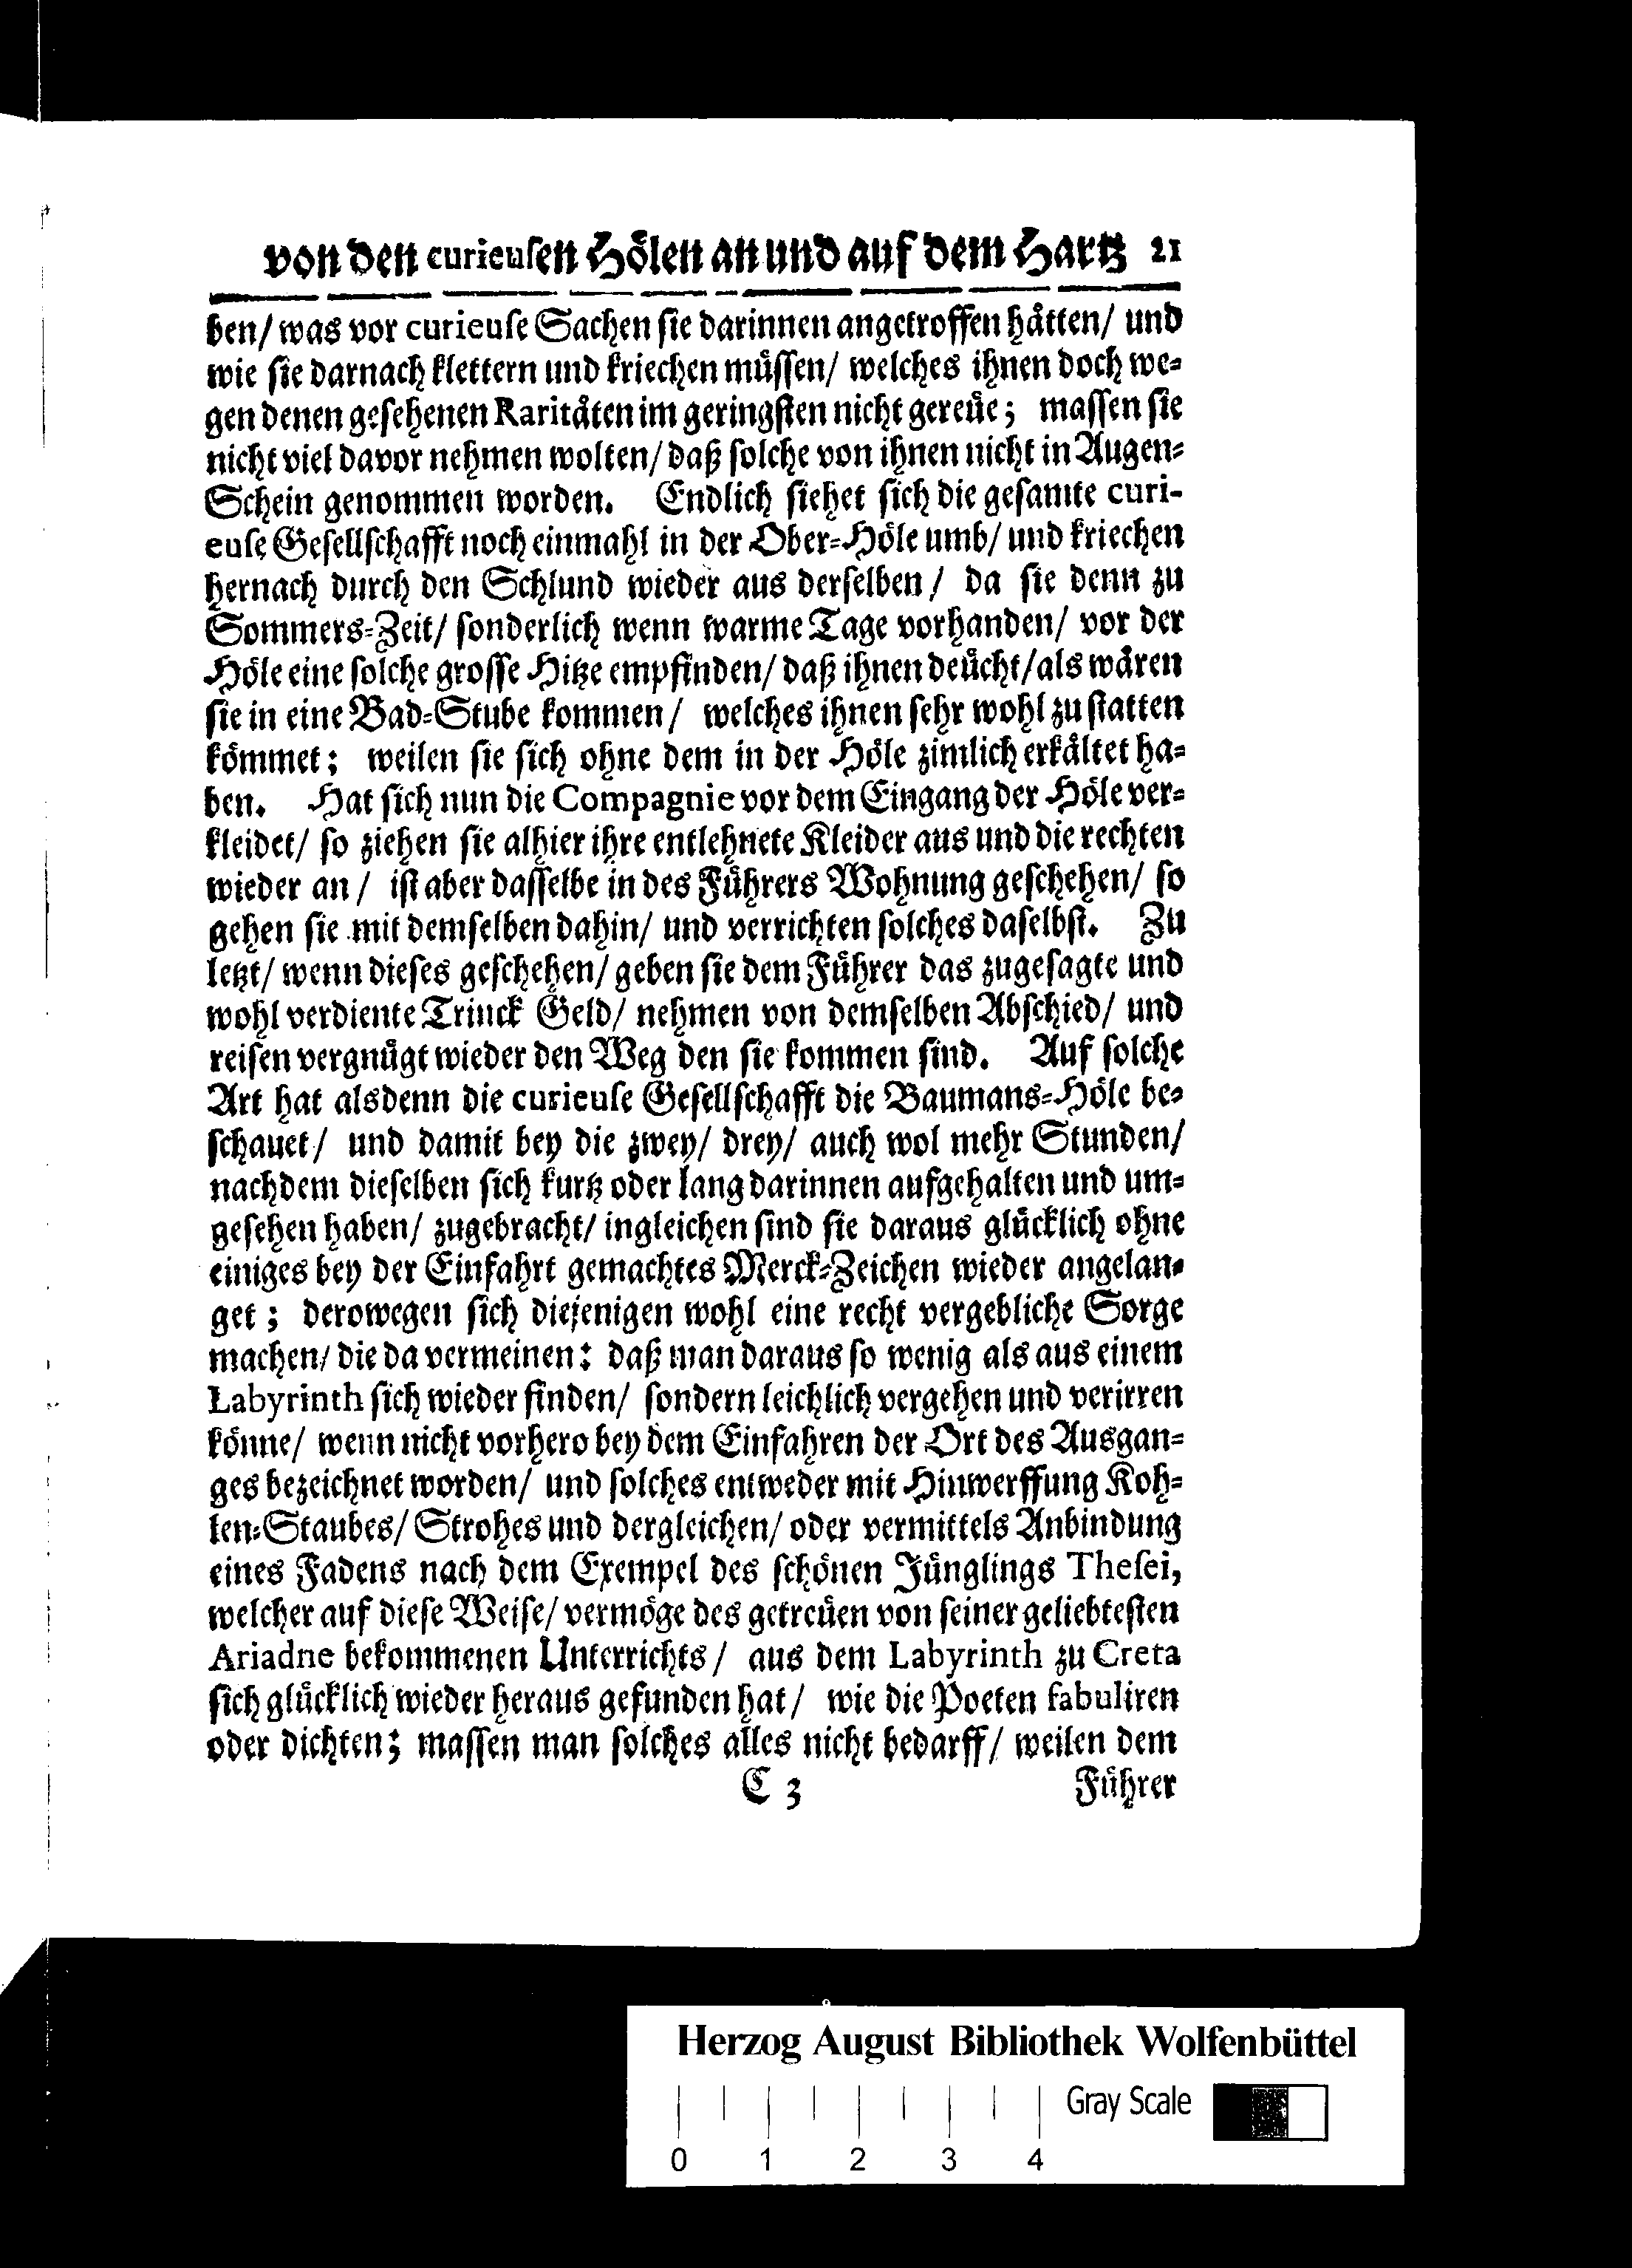 von den curieusen Hölen an und auf dem Hartz 21
ben/ was vor curieuse Sachen sie darinnen angetroffen hätten/ und
wie sie darnach klettern und kriechen müssen/ welches ihnen doch we-
gen denen gesehenen Raritäten im geringsten nicht gereüe; massen sie
nicht viel davor nehmen wolten/ daß solche von ihnen nicht in Augen-
Schein genommen worden. Endlich siehet sich die gesamte curi-
euse Gesellschafft noch einmahl in der Ober-Höle umb/ und kriechen
hernach durch den Schlund wieder aus derselben/ da sie denn zu
Sommers-Zeit/ sonderlich wenn warme Tage vorhanden/ vor der
Höle eine solche grosse Hitze empfinden/ daß ihnen deücht/ als wären
sie in eine Bad-Stube kommen/ welches ihnen sehr wohl zu statten
kömmet; weilen sie sich ohne dem in der Höle zimlich erkältet ha-
ben. Hat sich nun die Compagnie vor dem Eingang der Höle ver-
kleidet/ so ziehen sie alhier ihre entlehnete Kleider aus und die rechten
wieder an/ ist aber dasselbe in des Führers Wohnung geschehen/ so
gehen sie mit demselben dahin/ und verrichten solches daselbst. Zu
letzt/ wenn dieses geschehen/ geben sie dem Führer das zugesagte und
wohl verdiente Trinck Geld/ nehmen von demselben Abschied/ und
reisen vergnügt wieder den Weg den sie kommen sind. Auf solche
Art hat alsdenn die curieuse Gesellschafft die Baumans-Höle be-
schauet/ und damit bey die zwey/ drey/ auch wol mehr Stunden/
nachdem dieselben sich kurtz oder lang darinnen aufgehalten und um-
gesehen haben/ zugebracht/ ingleichen sind sie daraus glücklich ohne
einiges bey der Einfahrt gemachtes Merck-Zeichen wieder angelan-
get; derowegen sich diejenigen wohl eine recht vergebliche Sorge
machen/ die da vermeinen: daß man daraus so wenig als aus einem
Labyrinth sich wieder finden/ sondern leichlich vergehen und verirren
könne/ wenn nicht vorhero bey dem Einfahren der Ort des Ausgan-
ges bezeichnet worden/ und solches entweder mit Hinwerffung Koh-
len-Staubes/ Strohes und dergleichen/ oder vermittels Anbindung
eines Fadens nach dem Exempel des schönen Jünglings Thesei,
welcher auf diese Weise/ vermöge des getreüen von seiner geliebtesten
Ariadne bekommenen Unterrichts/ aus dem Labyrinth zu Creta
sich glücklich wieder heraus gefunden hat/ wie die Poeten fabuliren
oder dichten; massen man solches alles nicht bedarff/ weilen dem
C 3 Führer
Herzog August Bibliothek Wolfenbüttel
Gray Scale
0 1 2 3 4